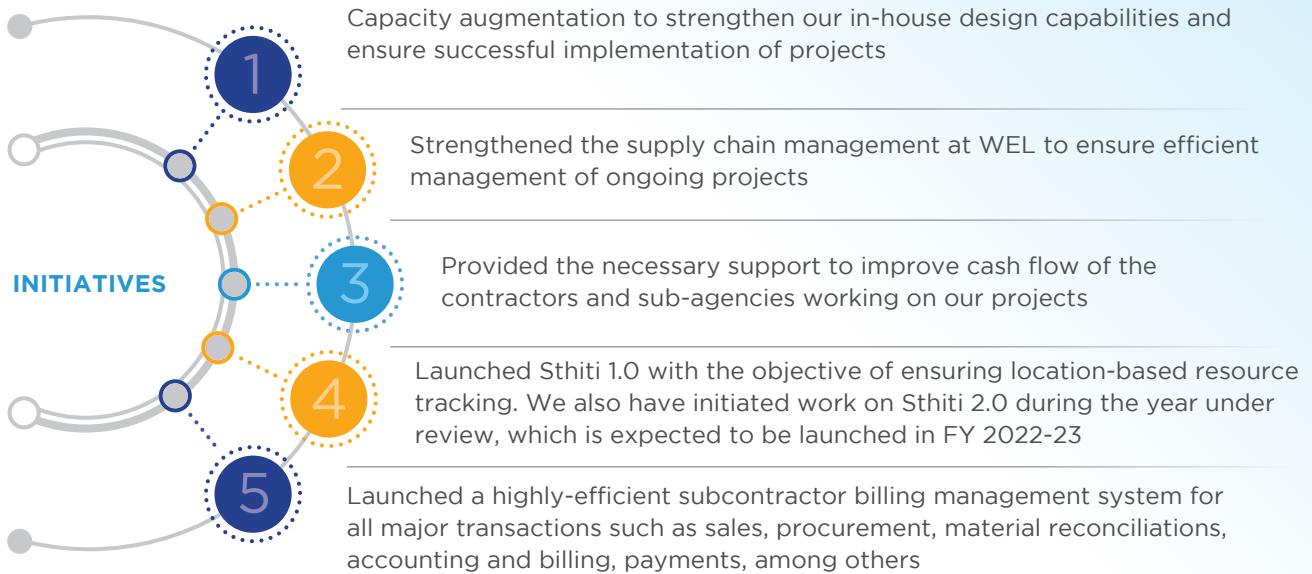 INITIATIVES
1
Capacity augmentation to strengthen our in-house design capabilities and
ensure successful implementation of projects
2
Strengthened the supply chain management at WEL to ensure efficient
management of ongoing projects
3
Provided the necessary support to improve cash flow of the
contractors and sub-agencies working on our projects
4
Launched Sthiti 1.0 with the objective of ensuring location-based resource
tracking. We also have initiated work on Sthiti 2.0 during the year under
review, which is expected to be launched in FY 2022-23
5
Launched a highly-efficient subcontractor billing management system for
all major transactions such as sales, procurement, material reconciliations,
accounting and billing, payments, among others